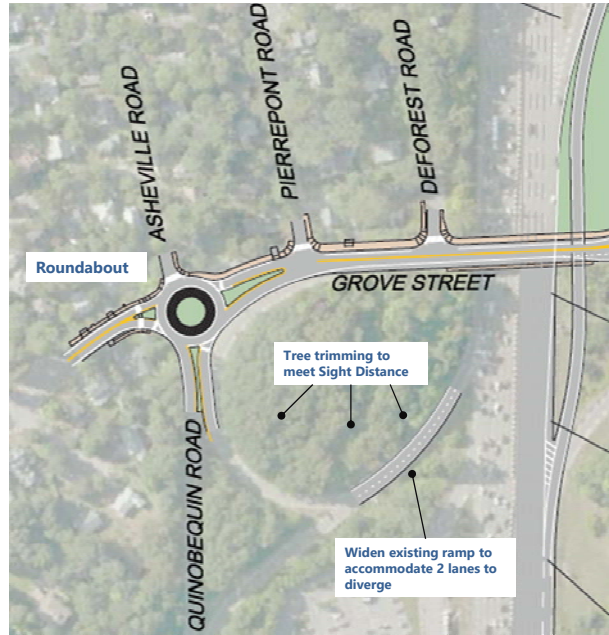 ASHEVILLE ROAD
PIERREPONT ROAD
DEFOREST ROAD
Roundabout
GROVE STREET
Tree trimming to
meet Sight Distance
QUINOBEQUIN ROAD
Widen existing ramp to
accommodate 2 lanes to
diverge